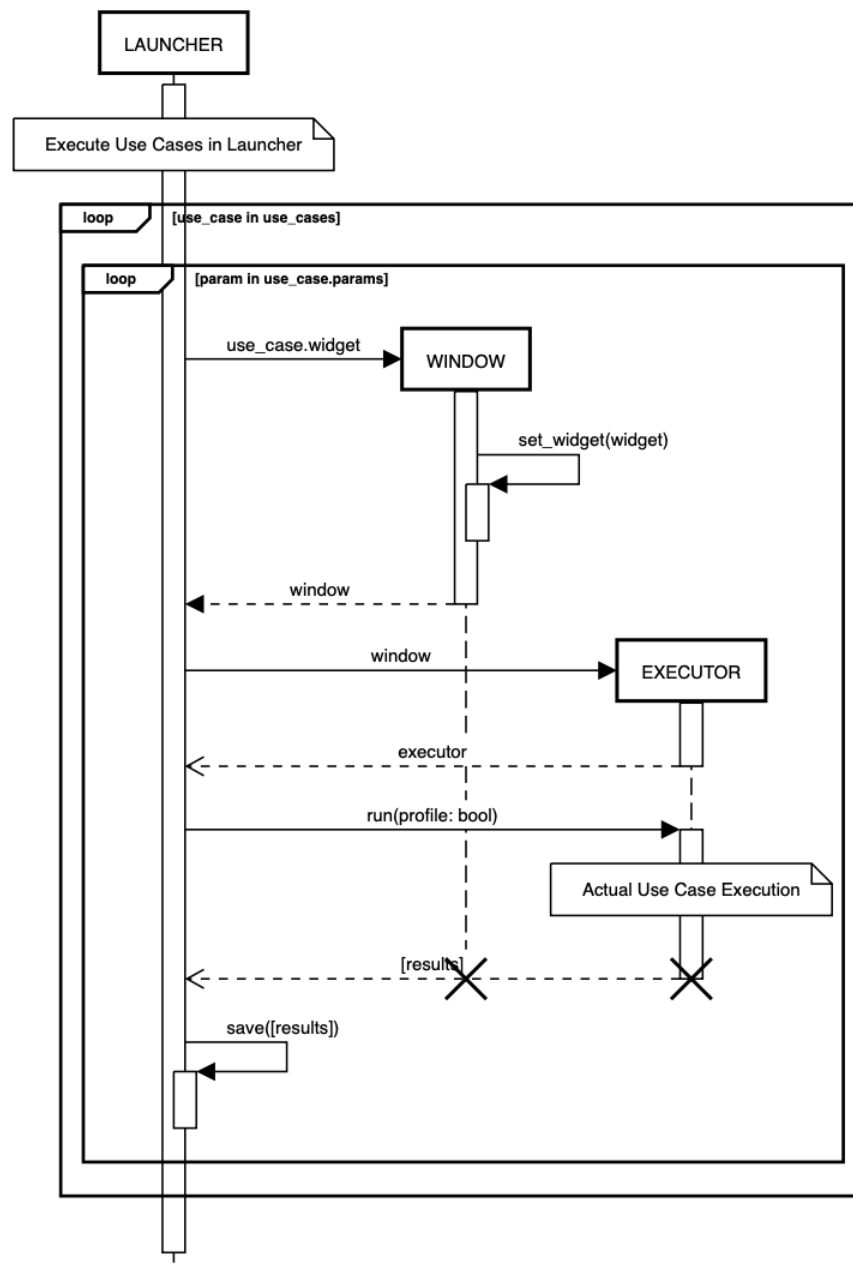 LAUNCHER
Execute Use Cases in Launcher
loop [use_case in use_cases]
loop [param in use_case.params]
use_case.widget
WINDOW
set_widget(widget)
window
window
EXECUTOR
executor
run(profile: bool)
Actual Use Case Execution
[results]
save([results])